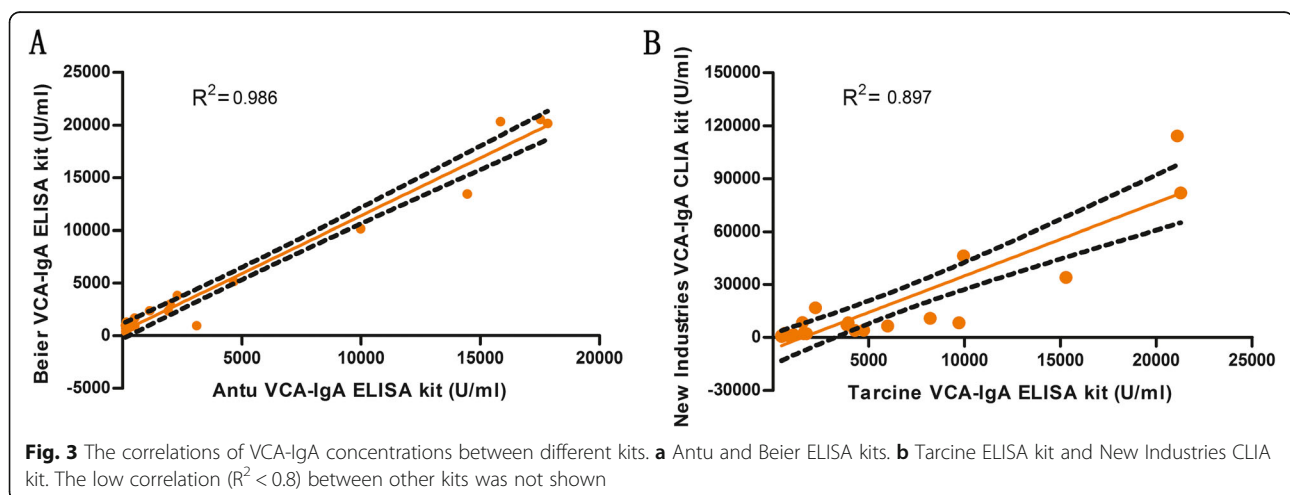 A
Beier VCA-IgA ELISA kit (U/ml)
25000
20000
15000
10000
5000
0
-5000
R² = 0.986
5000 10000 15000 20000
Antu VCA-IgA ELISA kit (U/ml)
B
New Industries VCA-IgA CLIA kit (U/ml)
150000
120000
90000
60000
30000
0
-30000
R² = 0.897
5000 10000 15000 20000 25000
Tarcine VCA-IgA ELISA kit (U/ml)
Fig. 3 The correlations of VCA-IgA concentrations between different kits. a Antu and Beier ELISA kits. b Tarcine ELISA kit and New Industries CLIA
kit. The low correlation (R² < 0.8) between other kits was not shown